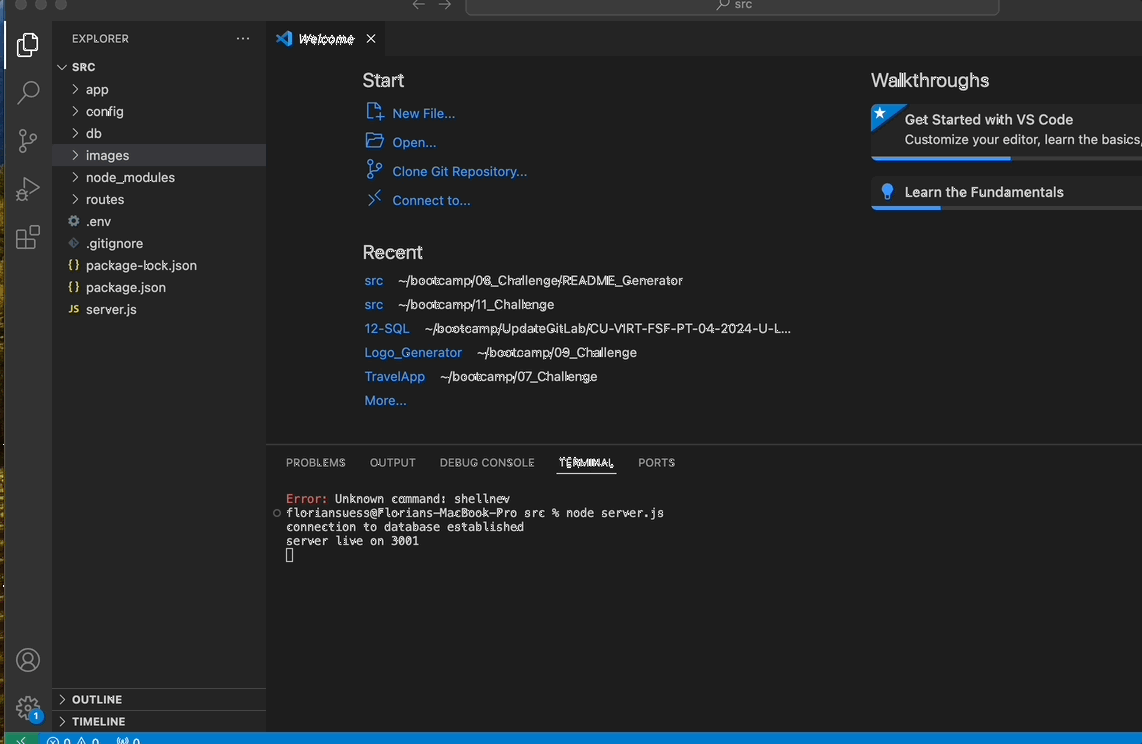 src
EXPLORER
Welcome
SRC
app
config
db
images
node_modules
routes
.env
.gitignore
{} package-lock.json
{} package.json
JS server.js
OUTLINE
TIMELINE
Start
New File...
Open...
Clone Git Repository...
Connect to...
Recent
src ~/bootcamp/08_Challenge/README_Generator
src ~/bootcamp/11_Challenge
12-SQL ~/bootcamp/UpdateGitLab/CU-VIRT-FSF-PT-04-2024-U-L...
Logo_Generator ~/bootcamp/09_Challenge
TravelApp ~/bootcamp/07_Challenge
More...
Walkthroughs
Get Started with VS Code
Customize your editor, learn the basics,
Learn the Fundamentals
PROBLEMS OUTPUT DEBUG CONSOLE TERMINAL PORTS
Error: Unknown command: shellnev
floriansuess@Florians-MacBook-Pro src % node server.js
connection to database established
server live on 3001
1
0 0 0